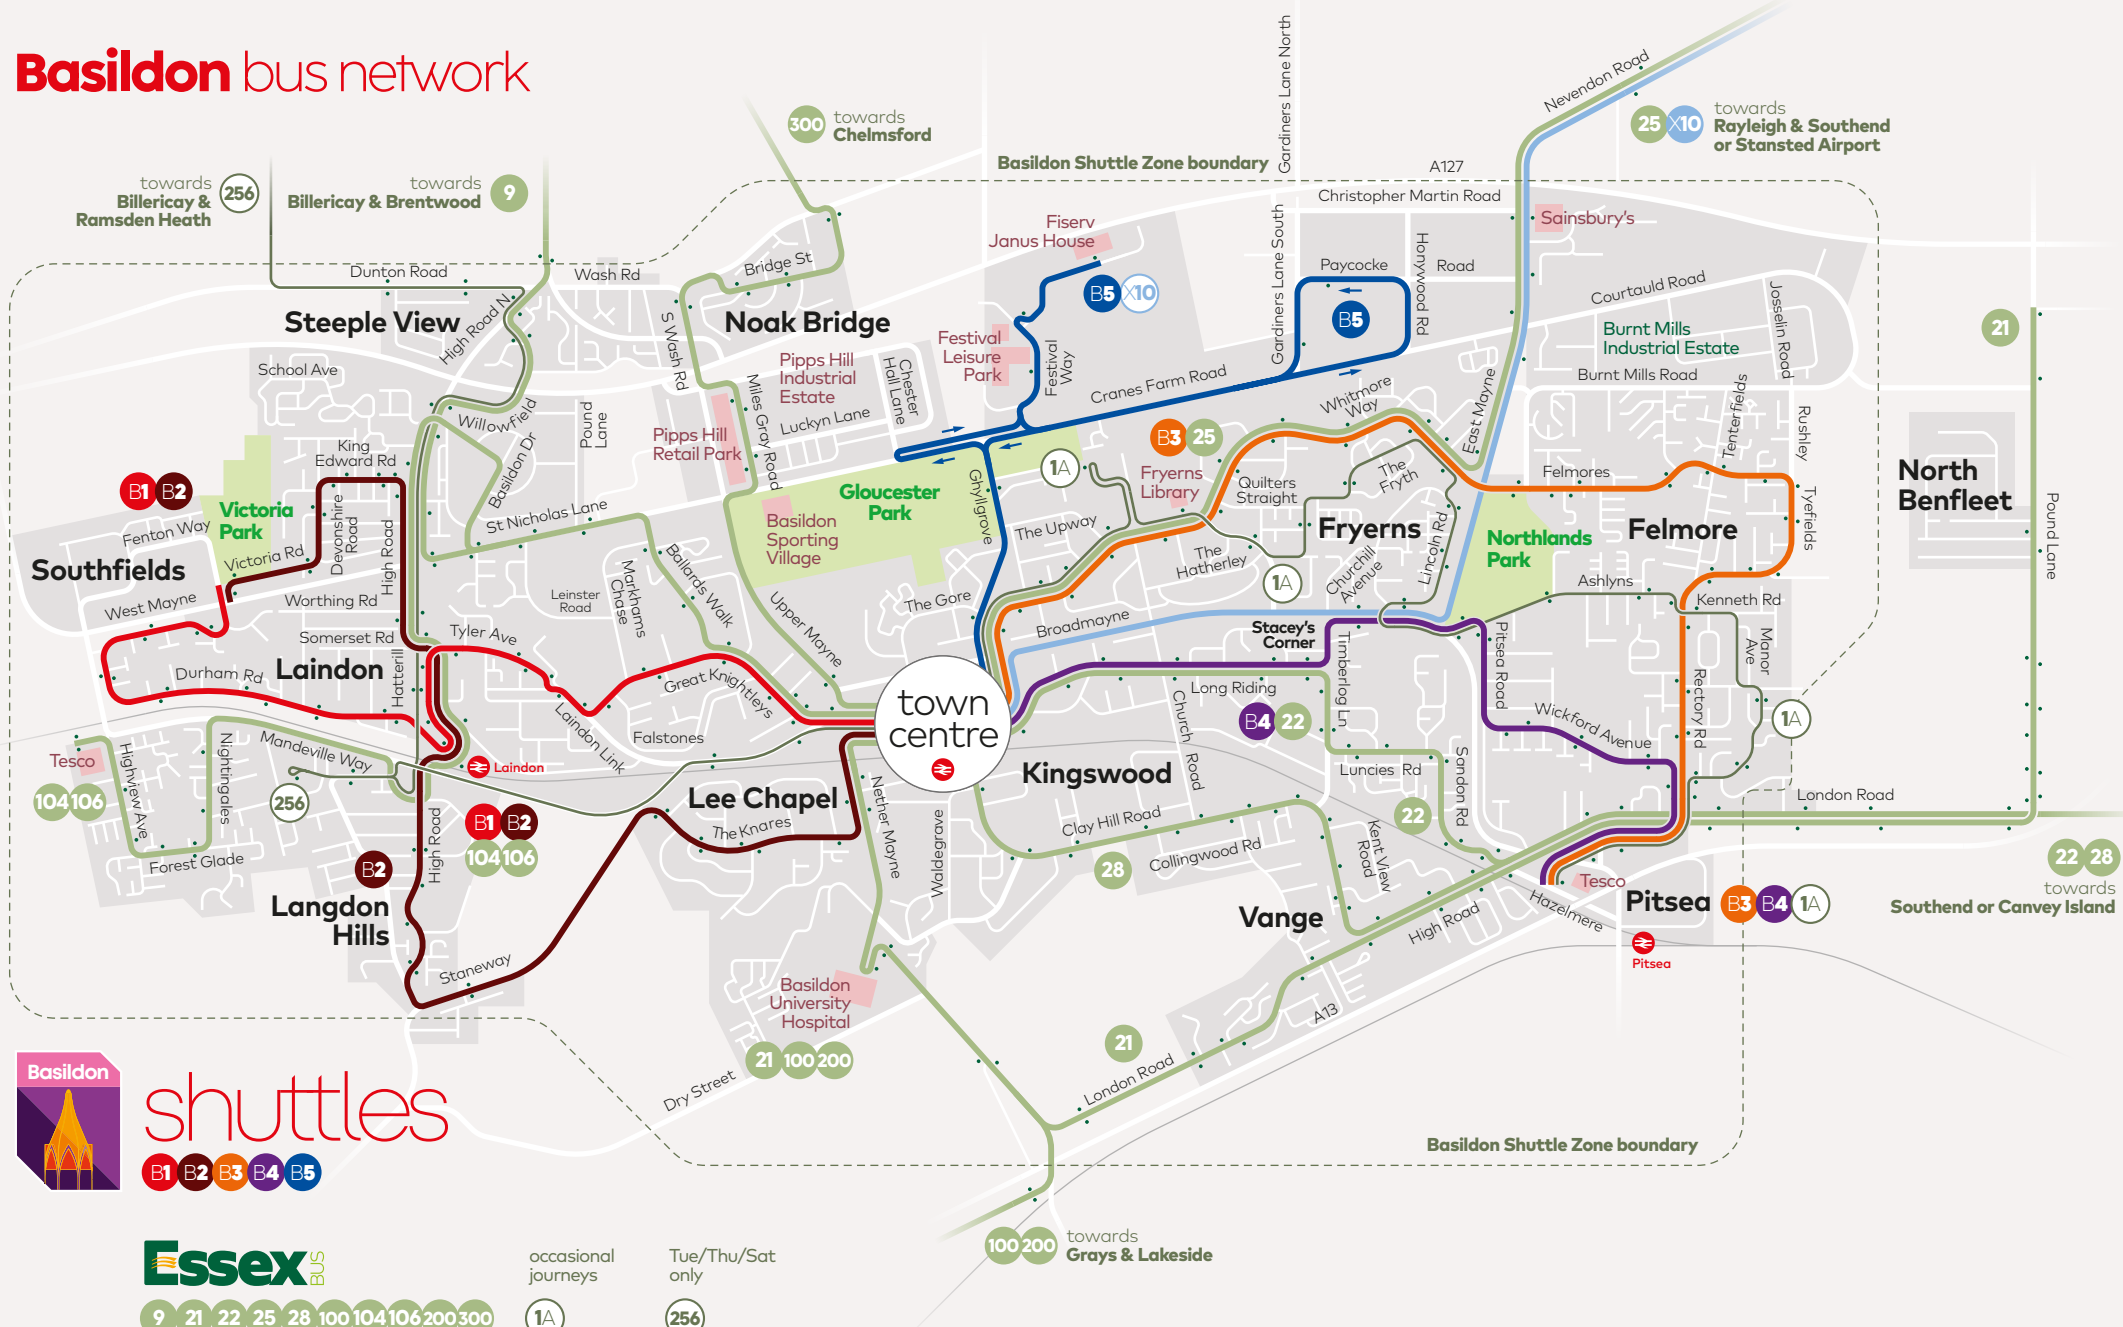 Basildon bus network
300
towards
Chelmsford
Gardiners Lane North
Nevendon Road
25
X10
towards
Rayleigh & Southend
or Stansted Airport
Basildon Shuttle Zone boundary
A127
Christopher Martin Road
towards
Billericay &
Ramsden Heath
256
towards
Billericay & Brentwood
9
Fiserv
Janus House
Sainsbury's
Dunton Road
Wash Rd
Bridge St
Gardiners Lane South
Paycocke
Road
Honywood Rd
Courtauld Road
Josselin Road
B5
X10
B5
Steeple View
High Road N
S Wash Rd
Noak Bridge
Festival
Leisure
Park
Festival
Way
Burnt Mills
Industrial Estate
21
School Ave
Pipps Hill
Industrial
Estate
Chester
Hall Lane
Cranes Farm Road
Whitmore
Way
East Mayne
Burnt Mills Road
Tenterfields
Rushley
Willowfield
Basildon Dr
Pound
Lane
Miles Gray Road
Luckyn Lane
Pipps Hill
Retail Park
King
Edward Rd
B3
25
1A
Fryerns
Library
Quilters
Straight
The
Fryth
Felmores
Tyefields
North
Benfleet
Pound Lane
B1
B2
Victoria
Park
Fenton Way
Devonshire
Road
High Road
St Nicholas Lane
Gloucester
Park
Ghyllgrove
Basildon
Sporting
Village
The Upway
Fryerns
Lincoln Rd
Northlands
Park
Felmore
Southfields
Victoria Rd
The
Hatherley
1A
Churchill
Avenue
Ashlyns
Kenneth Rd
West Mayne
Worthing Rd
Leinster
Road
Markhams
Chase
Ballards Walk
Upper Mayne
The Gore
Broadmayne
Stacey's
Corner
Somerset Rd
Tyler Ave
Laindon
Hatterill
Durham Rd
Great Knightleys
town
centre
Long Riding
Timberlog Ln
Pitsea Road
Manor
Ave
Rectory Rd
1A
Church Road
B4
22
Wickford Avenue
Tesco
Highview Ave
Nightingales
Mandeville Way
Laindon
Laindon Link
Falstones
Kingswood
Luncies Rd
Sandon Rd
London Road
104
106
256
Forest Glade
High Road
B1
B2
104
106
Lee Chapel
The Knares
Nether Mayne
Walegrave
Clay Hill Road
Collingwood Rd
28
22
Kent View
Road
B2
Langdon
Hills
Vange
High Road
Tesco
Hazelmere
Pitsea
B3
B4
1A
Pitsea
22
28
towards
Southend or Canvey Island
Staneway
Basildon
University
Hospital
21
100
200
Dry Street
21
London Road
A13
Basildon Shuttle Zone boundary
Basildon
shuttles
B1
B2
B3
B4
B5
100
200
towards
Grays & Lakeside
Essex
BUS
occasional
journeys
Tue/Thu/Sat
only
9 21 22 25 28 100 104 106 200 300
1A
256